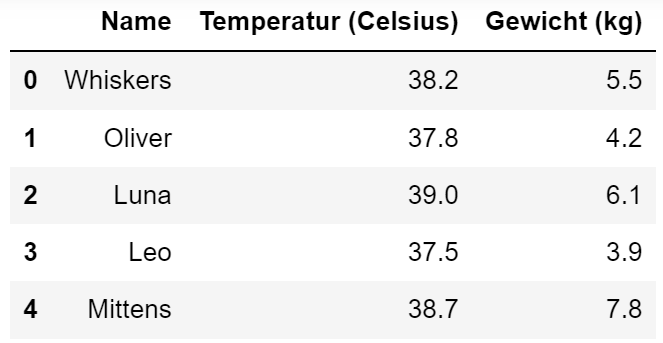 Name Temperatur (Celsius) Gewicht (kg)
0 Whiskers 38.2 5.5
1 Oliver 37.8 4.2
2 Luna 39.0 6.1
3 Leo 37.5 3.9
4 Mittens 38.7 7.8